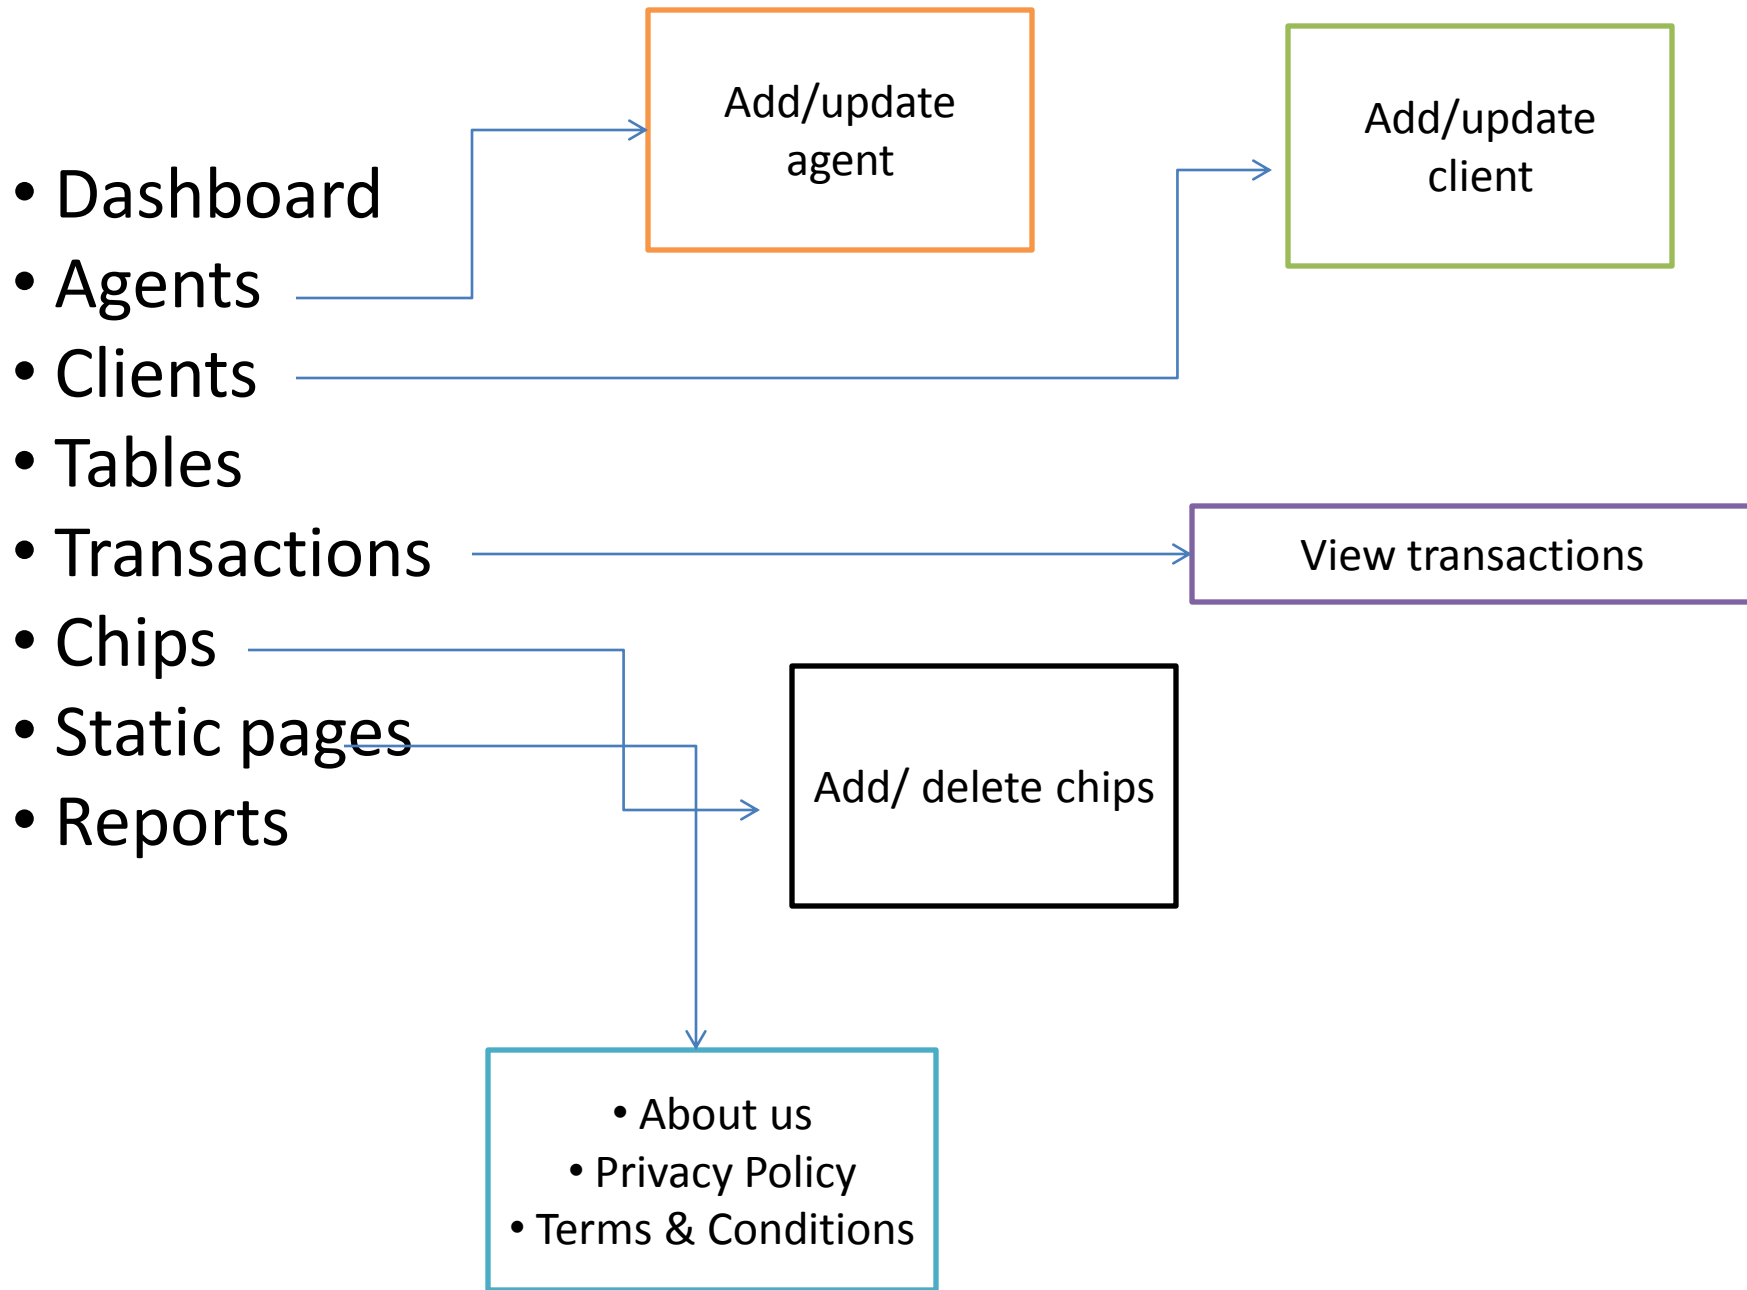 • Dashboard
• Agents
• Clients
• Tables
• Transactions
• Chips
• Static pages
• Reports
Add/update
agent
Add/update
client
View transactions
Add/ delete chips
• About us
• Privacy Policy
• Terms & Conditions